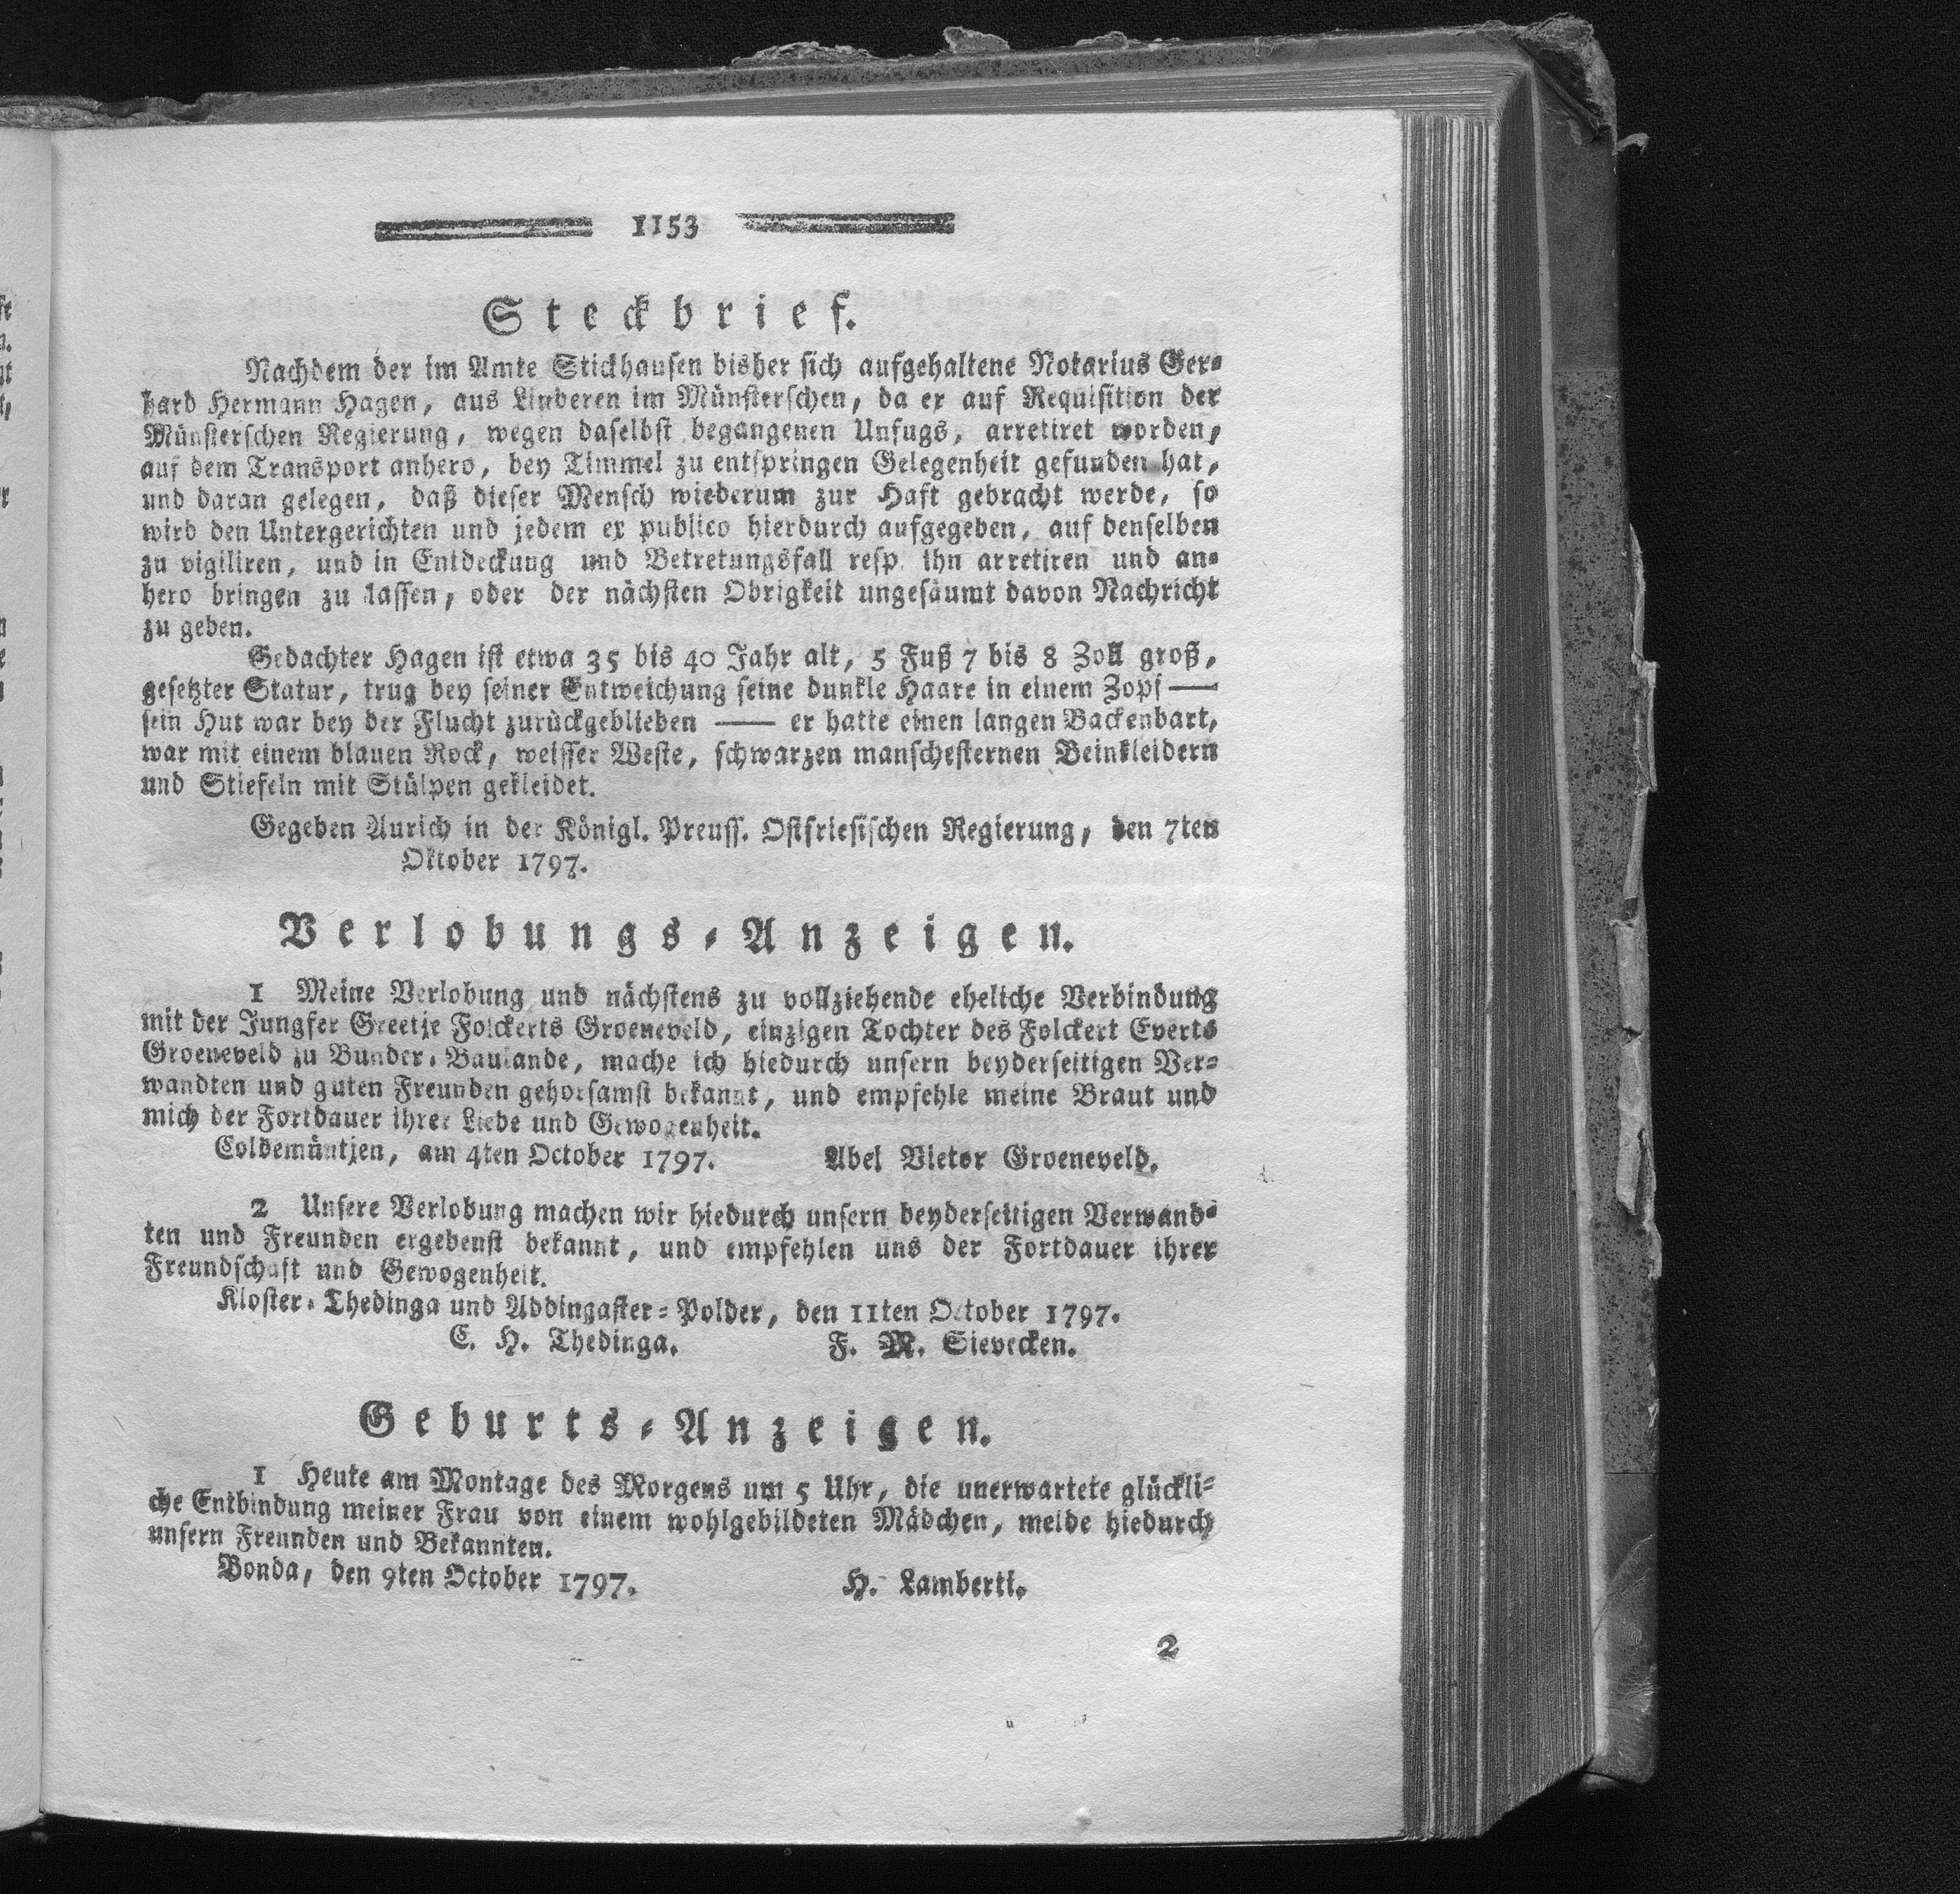 1153
Steckbrief.
Nachdem der im Amte Stickhausen bisher sich aufgehaltene Notarius Ger-
hard Hermann Hagen, aus Linderen im Münsterschen, da er auf Requisition der
Münsterschen Regierung, wegen daselbst begangenen Unfugs, arretiret worden,
auf dem Transport anhero, bey Timmel zu entspringen Gelegenheit gefunden hat,
und daran gelegen, daß dieser Mensch wiederum zur Haft gebracht werde, so
wird den Untergerichten und jedem ex publico hierdurch aufgegeben, auf denselben
zu vigiliren, und in Entdeckung und Betretungsfall resp. ihn arretiren und an-
hero bringen zu lassen, oder der nächsten Obrigkeit ungesäumt davon Nachricht
zu geben.
Gedachter Hagen ist etwa 35 bis 40 Jahr alt, 5 Fuß 7 bis 8 Zoll groß,
gesetzter Statur, trug bey seiner Entweichung seine dunkle Haare in einem Zopf —
sein Hut war bey der Flucht zurückgeblieben — er hatte einen langen Backenbart,
war mit einem blauen Rock, weisser Weste, schwarzen manschesternen Beinkleidern
und Stiefeln mit Stülpen gekleidet.
Gegeben Aurich in der Königl. Preuss. Ostfriesischen Regierung, den 7ten
Oktober 1797.
Verlobungs-Anzeigen.
1 Meine Verlobung und nächstens zu vollziehende eheliche Verbindung
mit der Jungfer Greetje Folckerts Groeneveld, einzigen Tochter des Folckert Everts
Groeneveld zu Bunder-Baulande, mache ich hiedurch unsern beyderseitigen Ver-
wandten und guten Freunden gehorsamst bekannt, und empfehle meine Braut und
mich der Fortdauer ihrer Liebe und Gewogenheit.
Coldemüntjen, am 4ten October 1797. Abel Vietor Groeneveld.
2 Unsere Verlobung machen wir hiedurch unsern beyderseitigen Verwand-
ten und Freunden ergebenst bekannt, und empfehlen uns der Fortdauer ihrer
Freundschaft und Gewogenheit.
Kloster-Thedinga und Addingaster-Polder, den 11ten October 1797.
C. H. Thedinga. F. M. Sievecken.
Geburts-Anzeigen.
1 Heute am Montage des Morgens um 5 Uhr, die unerwartete glückli-
che Entbindung meiner Frau von einem wohlgebildeten Mädchen, melde hiedurch
unsern Freunden und Bekannten.
Bonda, den 9ten October 1797. H. Lamberti.
2